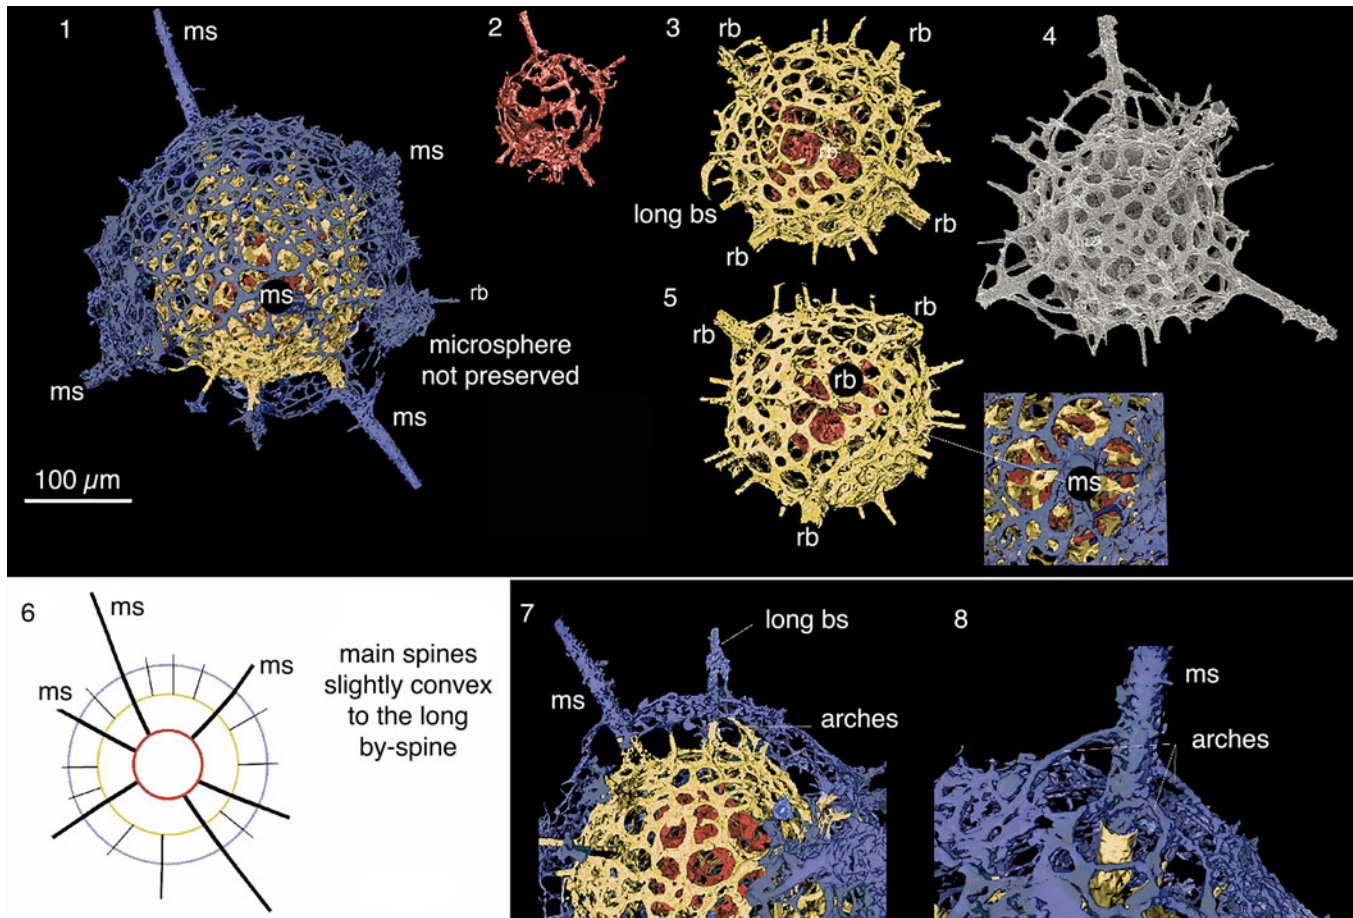 1
ms
ms
ms
rb
microsphere
not preserved
ms
ms
100 µm
2
3
rb
rb
rb
long bs
rb
rb
4
5
rb
rb
rb
rb
ms
6
ms
ms
ms
main spines
slightly convex
to the long
by-spine
7
long bs
ms
arches
8
ms
arches